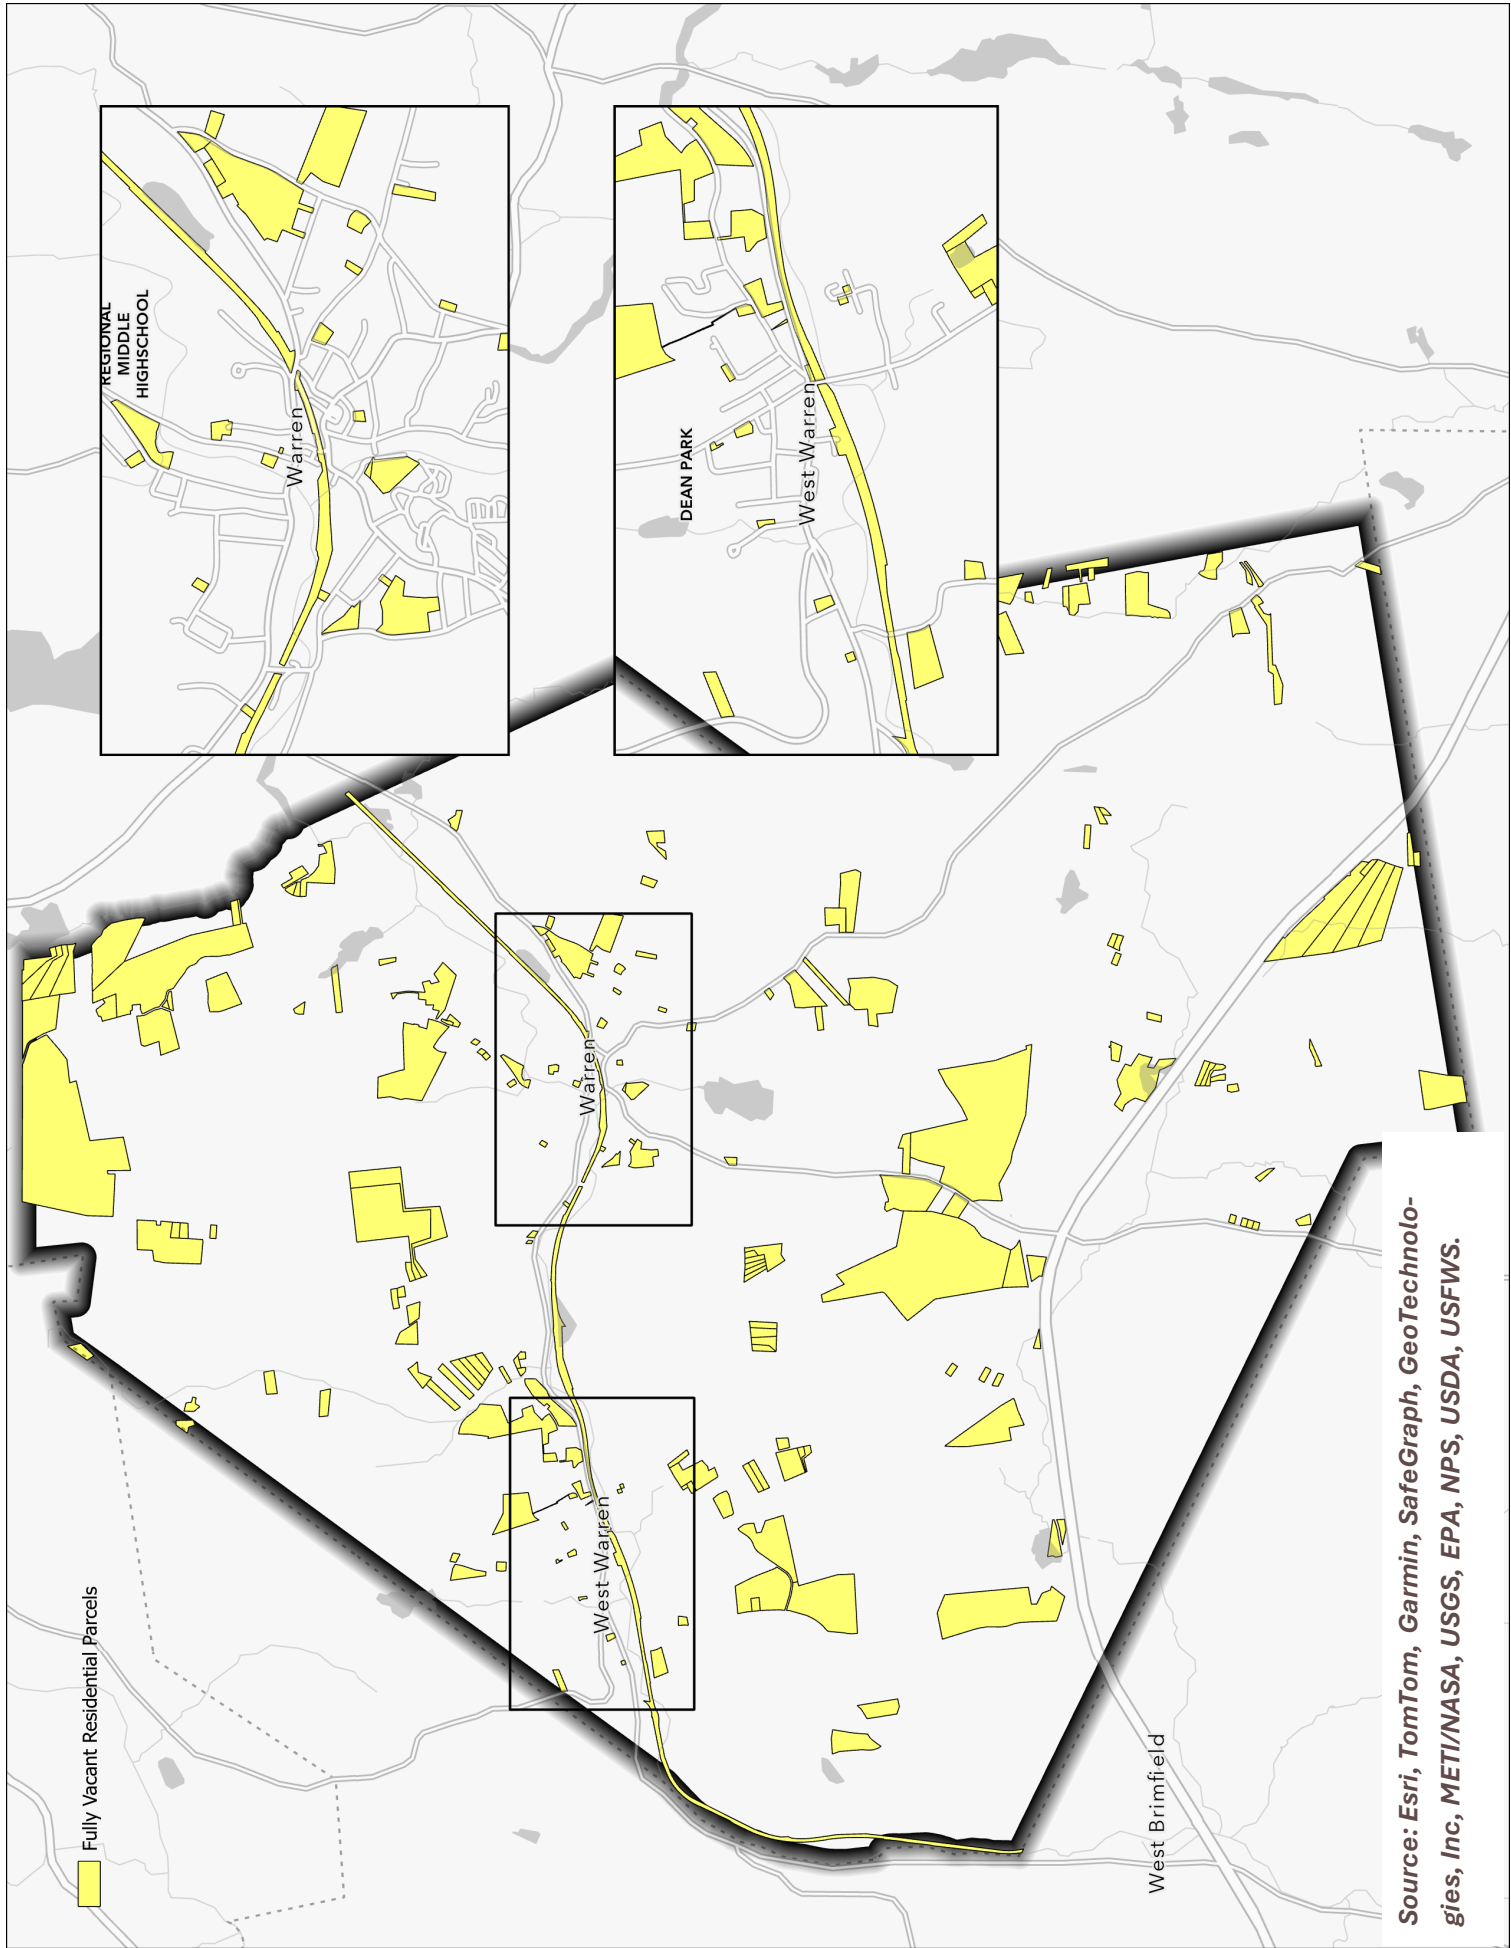 Fully Vacant Residential Parcels
REGIONAL
MIDDLE
HIGHSCHOOL
Warren
DEAN PARK
West Warren
Warren
West Warren
West Brimfield
Source: Esri, TomTom, Garmin, SafeGraph, GeoTechnolo-
gies, Inc, METI/NASA, USGS, EPA, NPS, USDA, USFWS.